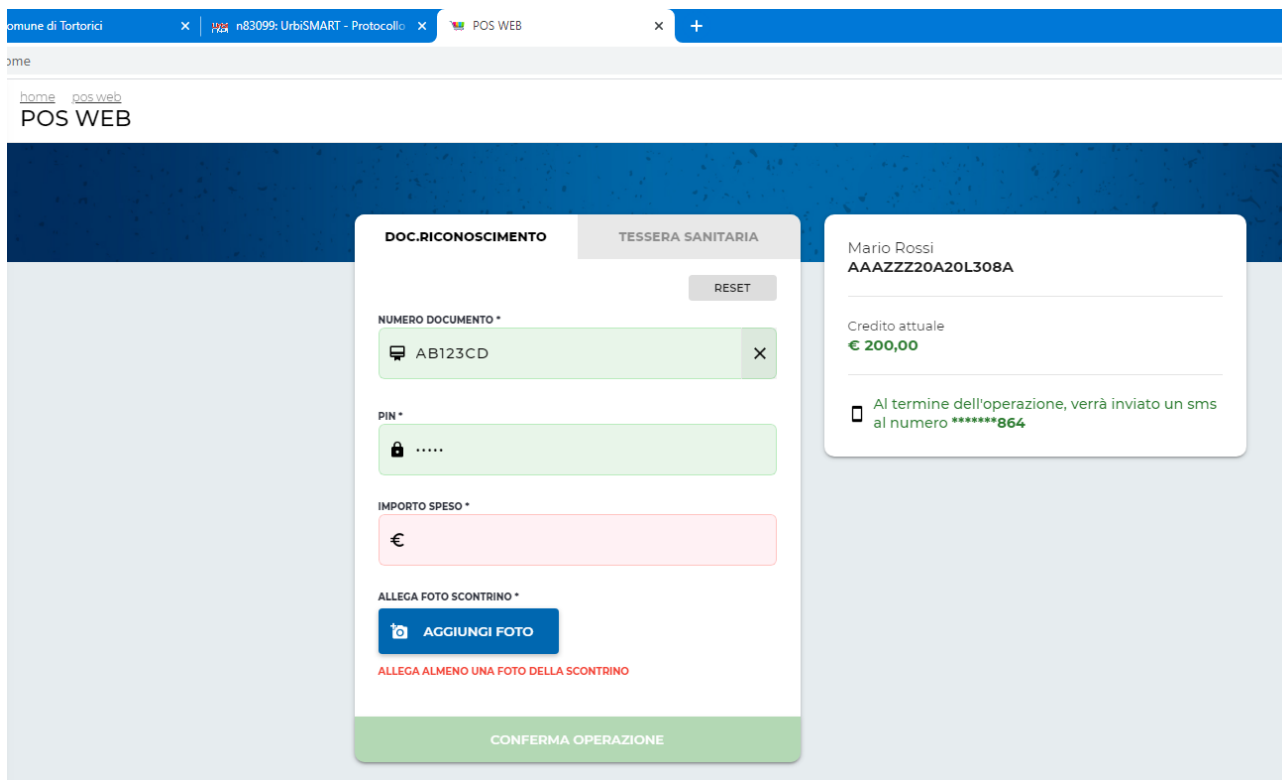 omune di Tortorici
n83099: UrbiSMART - Protocollo
POS WEB
ome
home pos web
POS WEB
DOC.RICONOSCIMENTO
TESSERA SANITARIA
RESET
NUMERO DOCUMENTO *
AB123CD
PIN *
•••••
IMPORTO SPESO *
€
ALLEGA FOTO SCONTRINO *
AGGIUNGI FOTO
ALLEGA ALMENO UNA FOTO DELLA SCONTRINO
CONFERMA OPERAZIONE
Mario Rossi
AAAZZZ20A20L308A
Credito attuale
€ 200,00
Al termine dell'operazione, verrà inviato un sms
al numero *******864